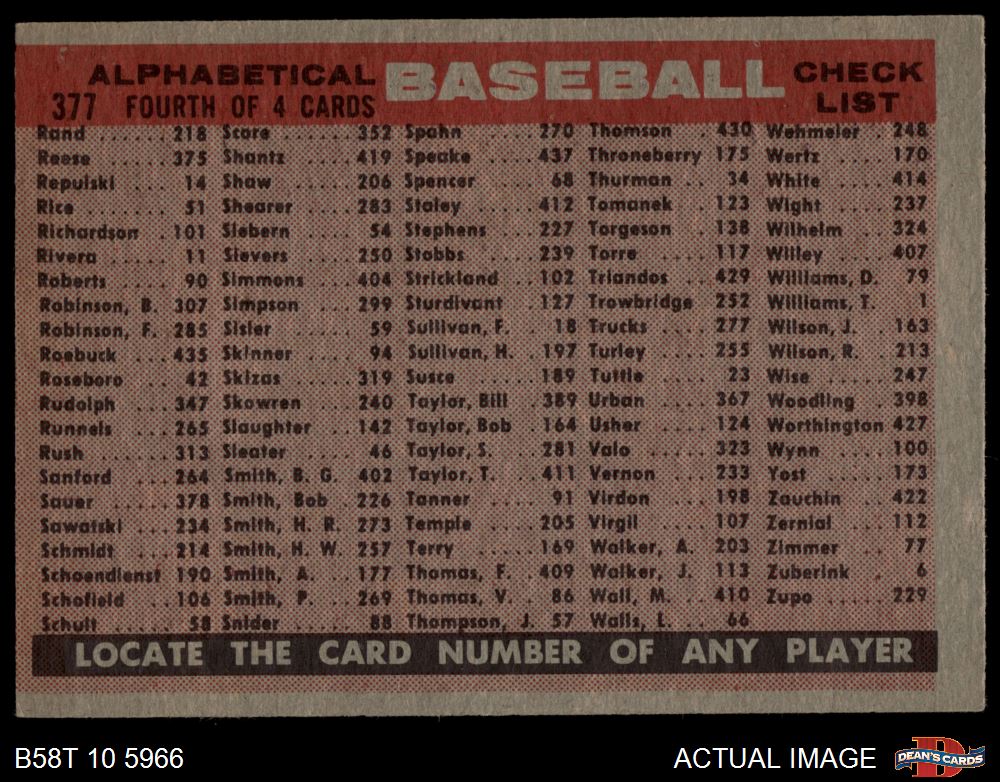 ALPHABETICAL BASEBALL CHECK
377 FOURTH OF 4 CARDS LIST
Rand ...... 218 Score ...... 352 Spahn ...... 270 Thomson .. 430 Wehmeier . 248
Reese ...... 375 Shantz .... 419 Speake .... 437 Throneberry 175 Wertz .... 170
Repulski ... 14 Shaw ..... 206 Spencer ... 68 Thurman ... 34 White .... 414
Rice ....... 51 Shearer .... 283 Staley ..... 412 Tomanek ... 123 Wight .... 237
Richardson . 101 Siebern .... 54 Stephens ... 227 Torgeson ... 138 Wilhelm ... 324
Rivera ..... 11 Sievers .... 250 Stobbs .... 239 Torre ..... 117 Willey .... 407
Roberts .... 90 Simmons ... 404 Strickland .. 102 Triandos ... 429 Williams, D. 79
Robinson, B. 307 Simpson ... 299 Sturdivant .. 127 Trowbridge 252 Williams, T. 1
Robinson, F. 285 Sisler ..... 59 Sullivan, F. . 18 Trucks .... 277 Wilson, J. . 163
Roebuck ... 435 Skinner .... 94 Sullivan, H. . 197 Turley .... 255 Wilson, R. . 213
Roseboro .. 42 Skizas .... 319 Susce ..... 189 Tuttle .... 23 Wise ..... 247
Rudolph ... 347 Skowren ... 240 Taylor, Bill . 389 Urban .... 367 Woodling . 398
Runnels ... 265 Slaughter .. 142 Taylor, Bob . 164 Usher .... 124 Worthington 427
Rush ...... 313 Sleater .... 46 Taylor, S. .. 281 Valo ..... 323 Wynn .... 100
Sanford ... 264 Smith, B. G. 402 Taylor, T. .. 411 Vernon ... 233 Yost ..... 173
Sauer ..... 378 Smith, Bob . 226 Tanner .... 91 Virdon ... 198 Zauchin ... 422
Sawatski ... 234 Smith, H. R. 273 Temple .... 205 Virgil .... 107 Zernial ... 112
Schmidt ... 214 Smith, H. W. 257 Terry ..... 169 Walker, A. 203 Zimmer .. 77
Schoendienst 190 Smith, A. .. 177 Thomas, F. . 409 Walker, J. . 113 Zuberink . 6
Schofield .. 106 Smith, P. .. 269 Thomas, V. . 86 Wall, M. .. 410 Zupo .... 229
Schult .... 58 Snider .... 88 Thompson, J. 57 Walls, L. .. 66
LOCATE THE CARD NUMBER OF ANY PLAYER
B58T 10 5966 ACTUAL IMAGE DEAN'S CARDS